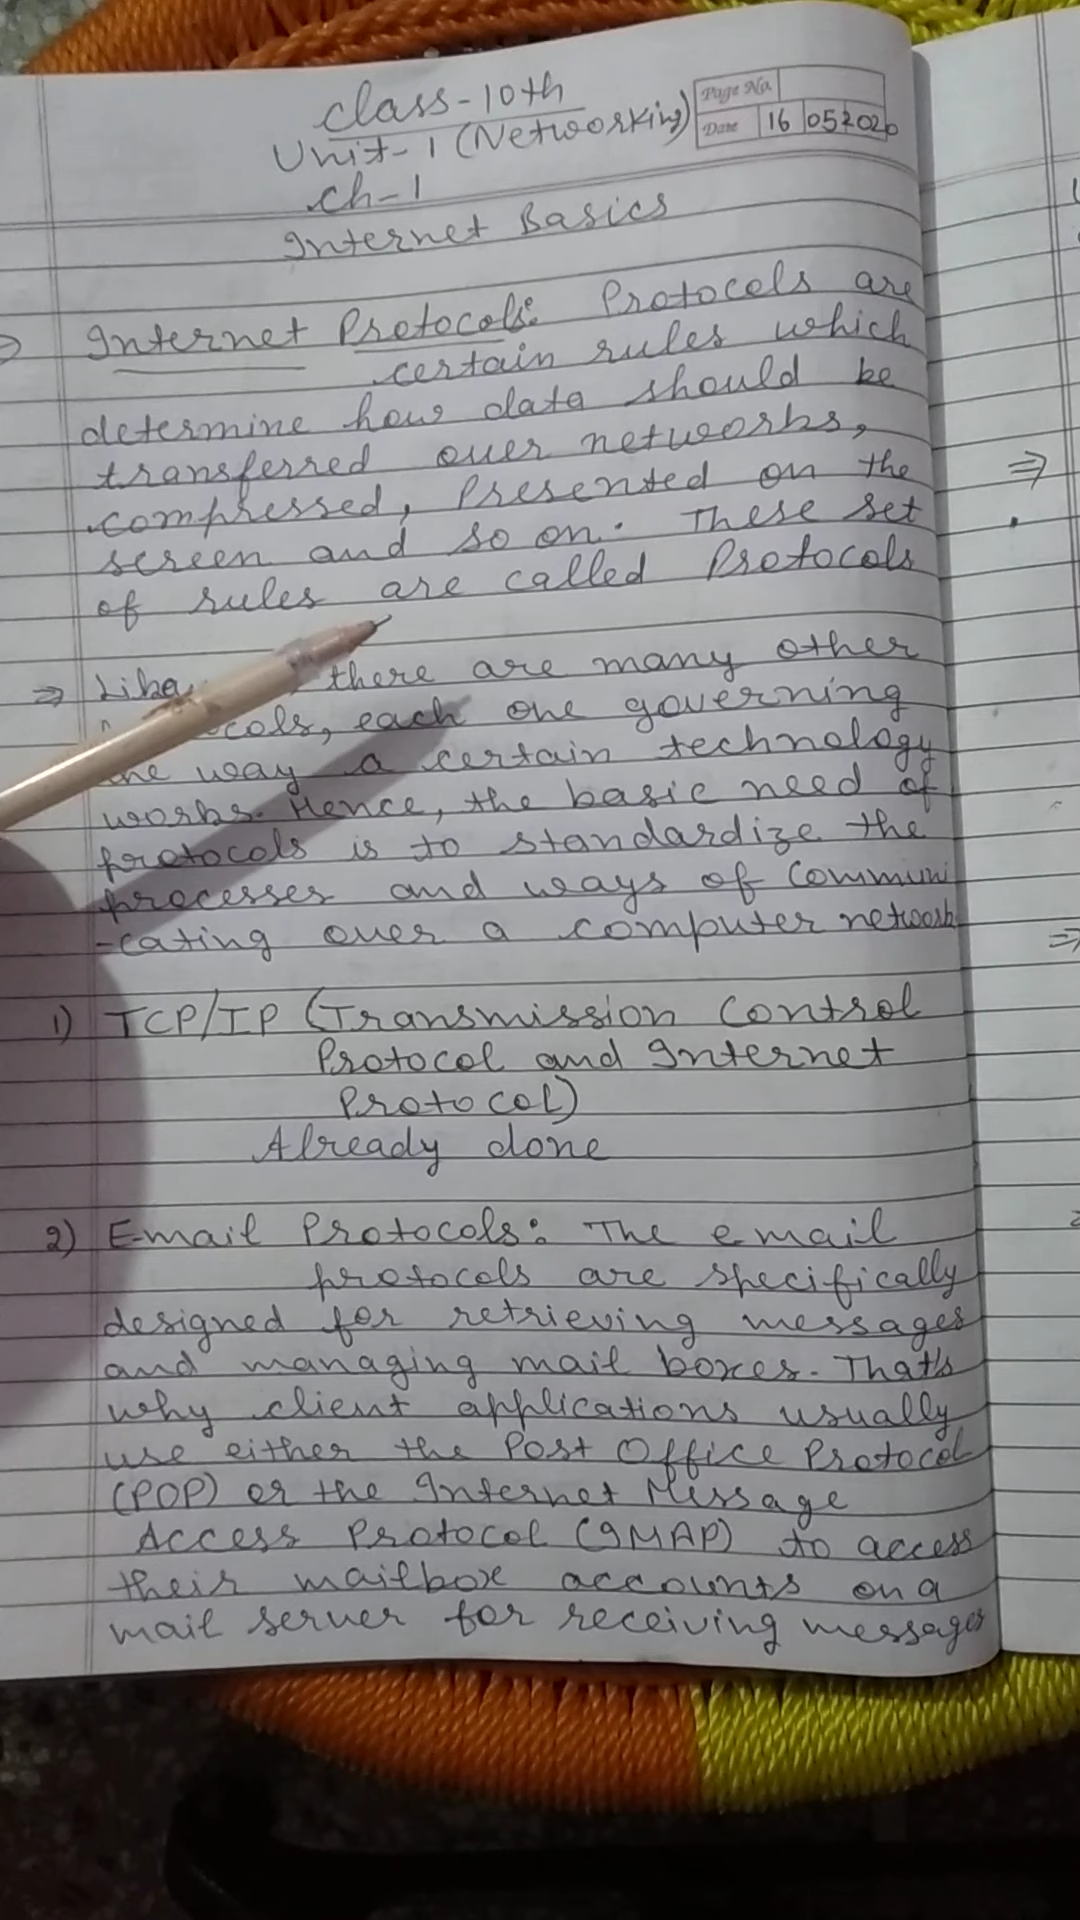 class-10th
Unit-1 (Networking)
Page No.
Date 16 05 2020
ch-1
Internet Basics
Internet Protocols: Protocols are
certain rules which
determine how data should be
transferred over networks,
compressed, Presented on the
screen and so on. These set
of rules are called Protocols
⇒ Like there are many other
cols, each one governing
the way a certain technology
works. Hence, the basic need of
protocols is to standardize the
processes and ways of Communi
-cating over a computer network
1) TCP/IP (Transmission Control
Protocol and Internet
Protocol)
Already done
2) E-mail Protocols: The email
protocols are specifically
designed for retrieving messages
and managing mail boxes. That's
why client applications usually
use either the Post Office Protocol
(POP) or the Internet Message
Access Protocol (IMAP) to access
their mailbox accounts on a
mail server for receiving messages